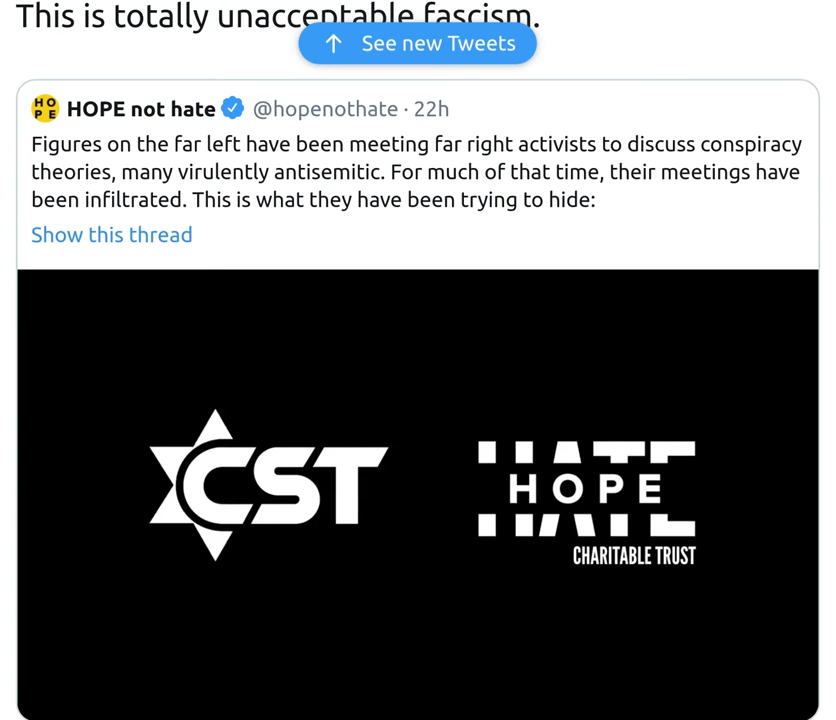 This is totally unacceptable fascism.
↑ See new Tweets
HOPE not hate @hopenothate · 22h
Figures on the far left have been meeting far right activists to discuss conspiracy
theories, many virulently antisemitic. For much of that time, their meetings have
been infiltrated. This is what they have been trying to hide:
Show this thread
CST
HATE
HOPE
CHARITABLE TRUST